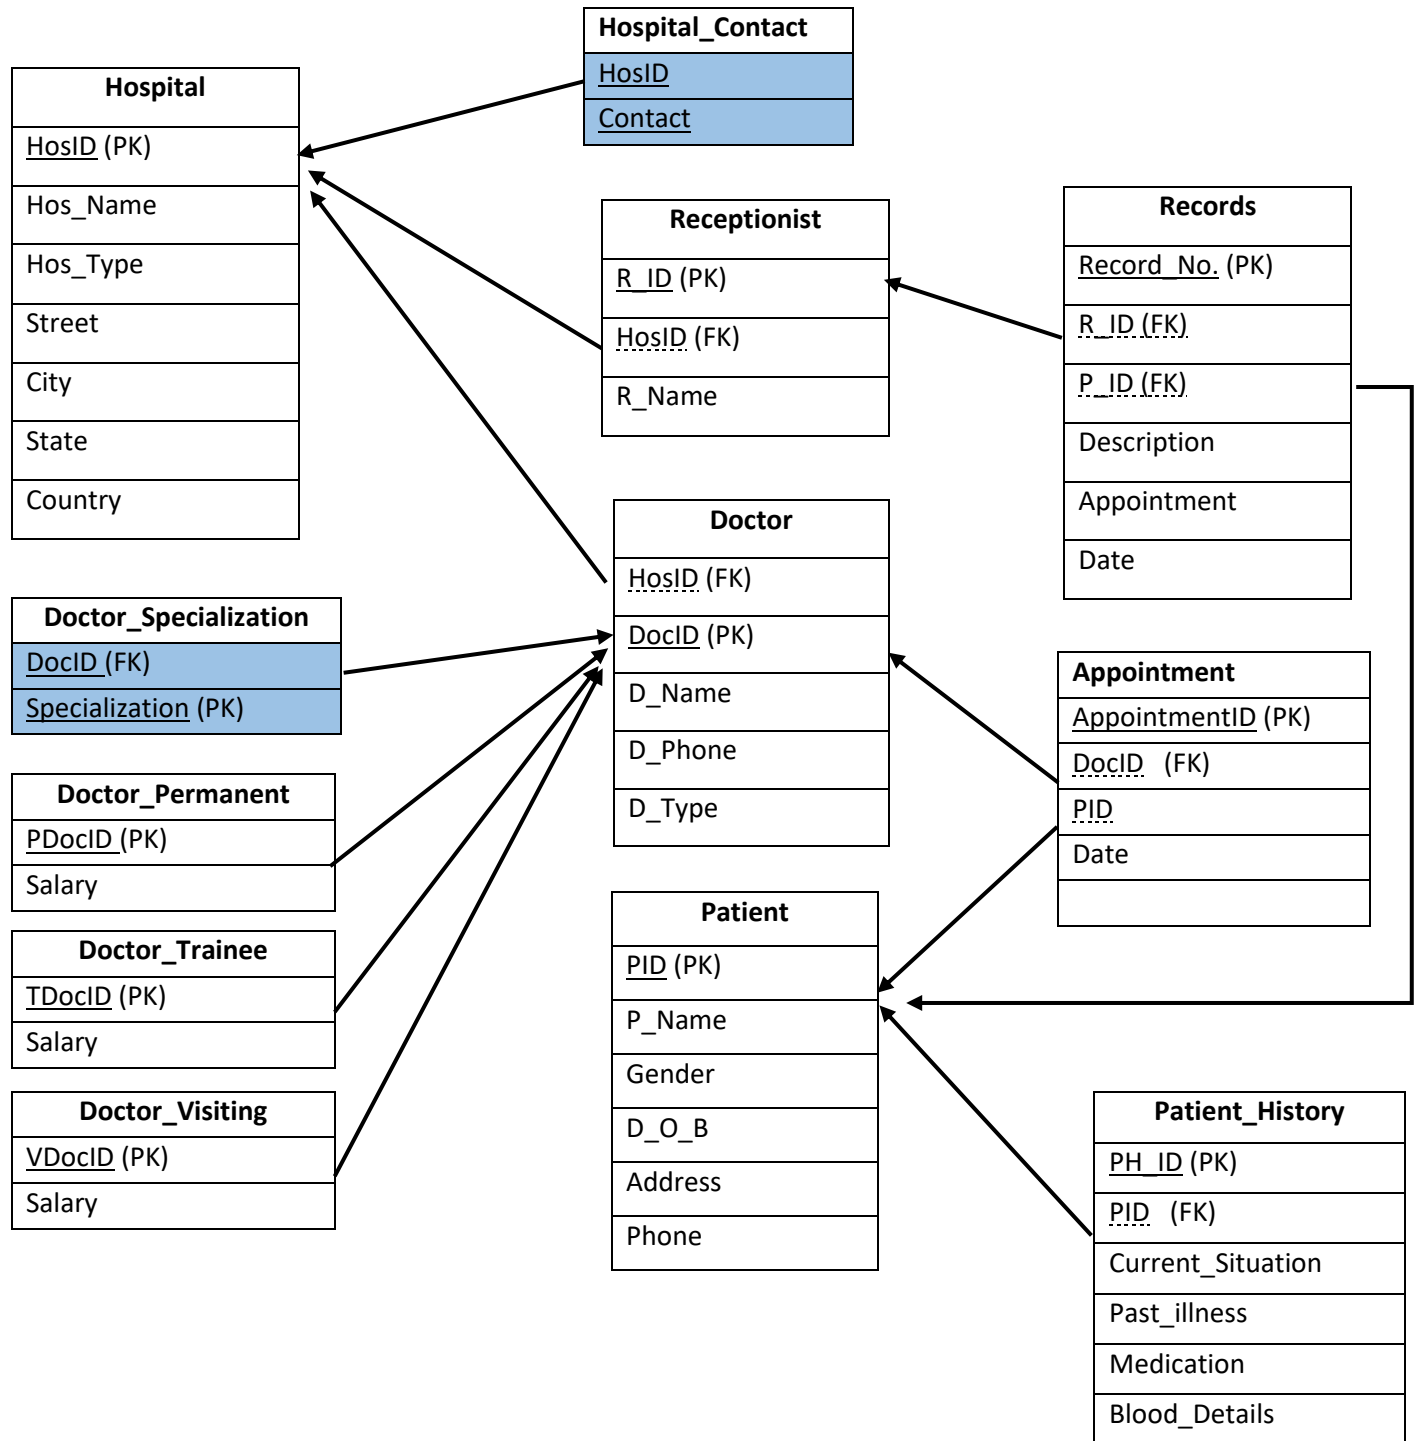 Hospital_Contact
HosID
Contact
Hospital
HosID (PK)
Hos_Name
Hos_Type
Street
City
State
Country
Receptionist
R_ID (PK)
HosID (FK)
R_Name
Records
Record_No. (PK)
R_ID (FK)
P_ID (FK)
Description
Appointment
Date
Doctor
HosID (FK)
DocID (PK)
D_Name
D_Phone
D_Type
Doctor_Specialization
DocID (FK)
Specialization (PK)
Doctor_Permanent
PDocID (PK)
Salary
Doctor_Trainee
TDocID (PK)
Salary
Doctor_Visiting
VDocID (PK)
Salary
Appointment
AppointmentID (PK)
DocID (FK)
PID
Date
Patient
PID (PK)
P_Name
Gender
D_O_B
Address
Phone
Patient_History
PH_ID (PK)
PID (FK)
Current_Situation
Past_illness
Medication
Blood_Details